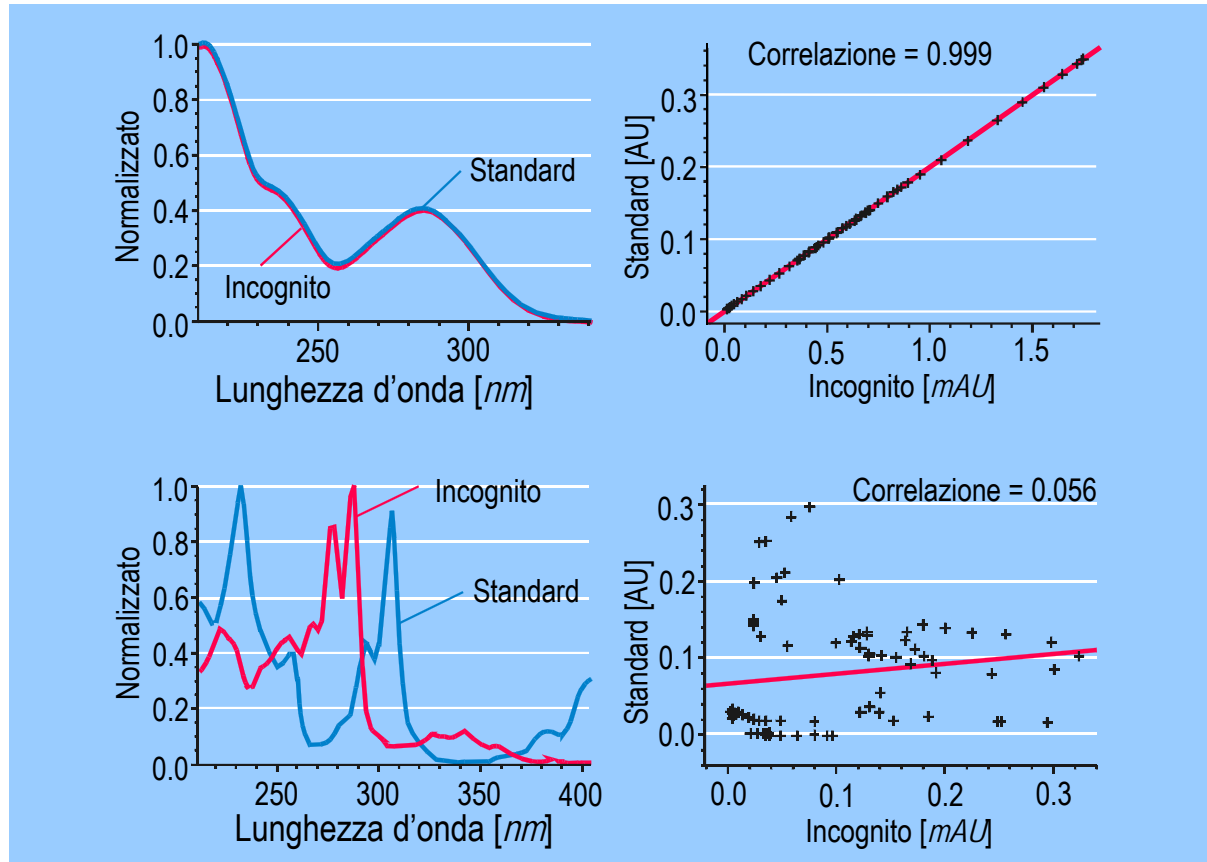 Normalizzato
1.0
0.8
0.6
0.4
0.2
0.0
Standard
Incognito
250
300
Lunghezza d'onda [nm]
Correlazione = 0.999
Standard [AU]
0.3
0.2
0.1
0.0
0.0
0.5
1.0
1.5
Incognito [mAU]
Normalizzato
1.0
0.8
0.6
0.4
0.2
0.0
Incognito
Standard
250
300
350
400
Lunghezza d'onda [nm]
Correlazione = 0.056
Standard [AU]
0.3
0.2
0.1
0.0
0.0
0.1
0.2
0.3
Incognito [mAU]